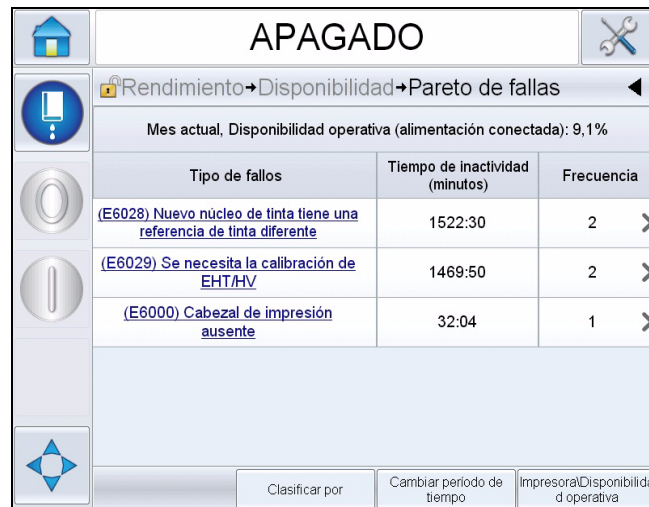 APAGADO
Rendimiento→Disponibilidad→Pareto de fallas
Mes actual, Disponibilidad operativa (alimentación conectada): 9,1%
Tipo de fallos
Tiempo de inactividad
(minutos)
Frecuencia
(E6028) Nuevo núcleo de tinta tiene una
referencia de tinta diferente
1522:30
2
(E6029) Se necesita la calibración de
EHT/HV
1469:50
2
(E6000) Cabezal de impresión
ausente
32:04
1
Clasificar por
Cambiar período de
tiempo
Impresora\Disponibilida
d operativa